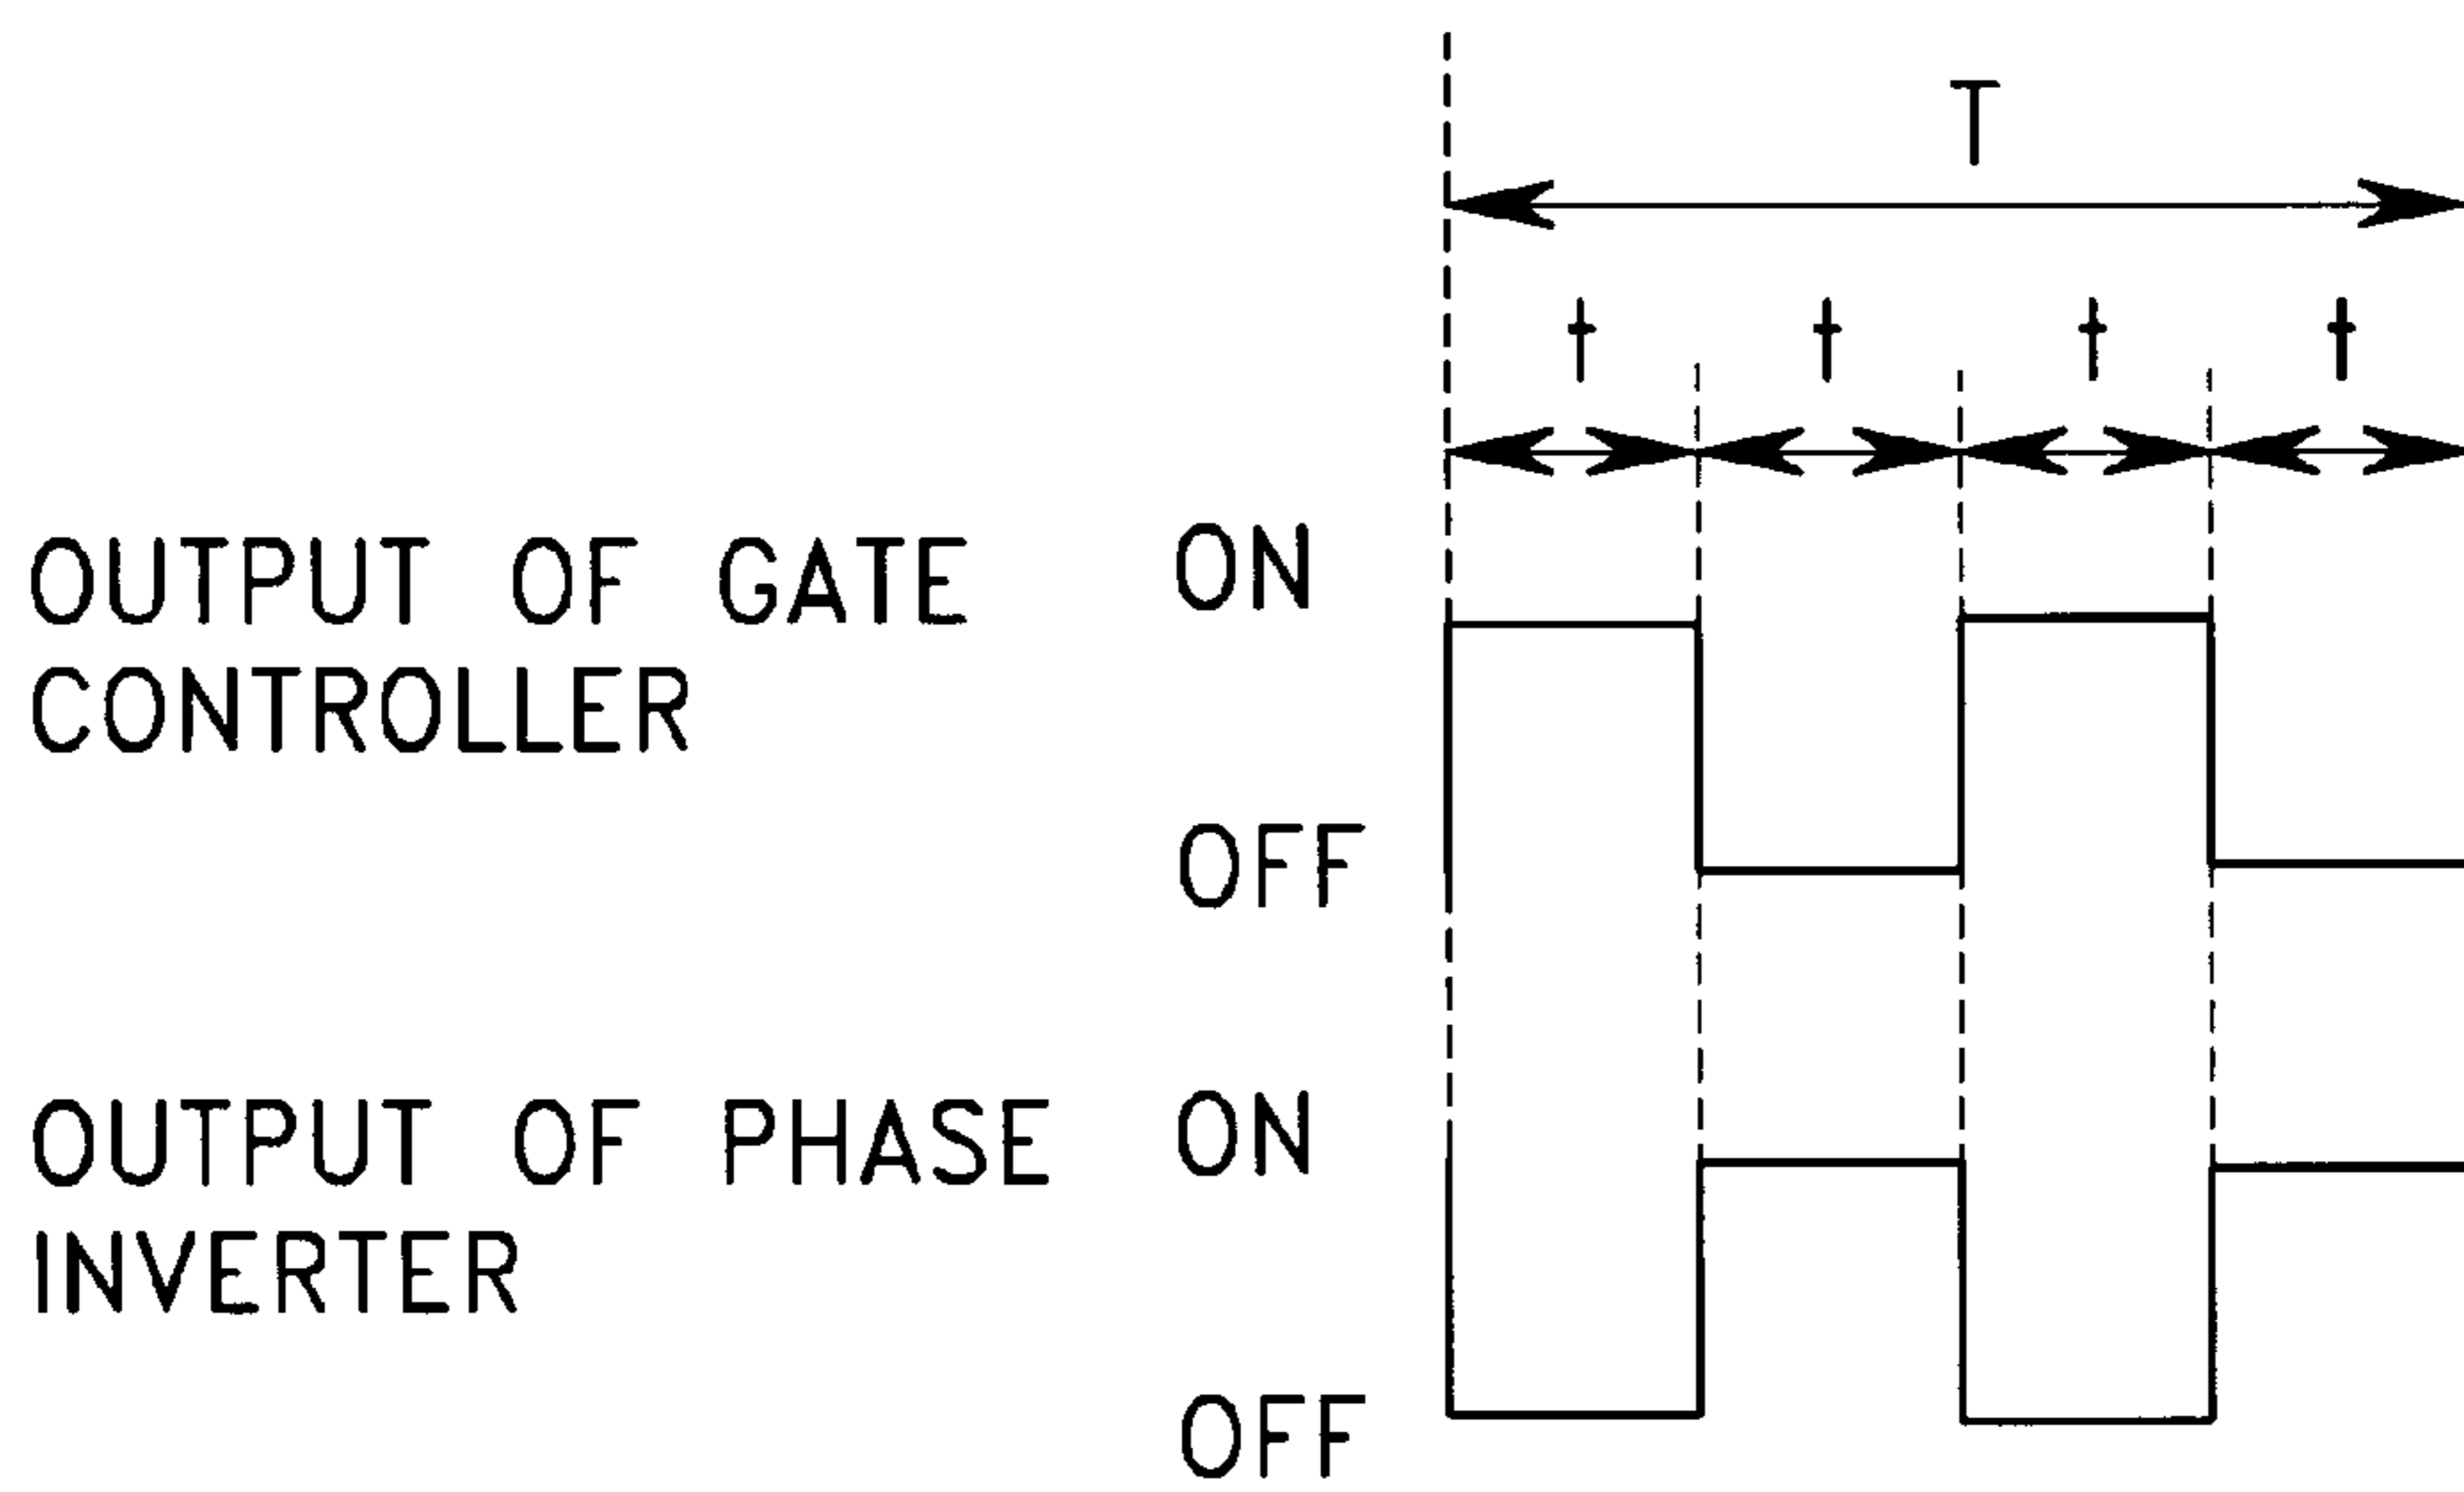 T
t t t t
OUTPUT OF GATE
CONTROLLER
ON
OFF
OUTPUT OF PHASE
INVERTER
ON
OFF